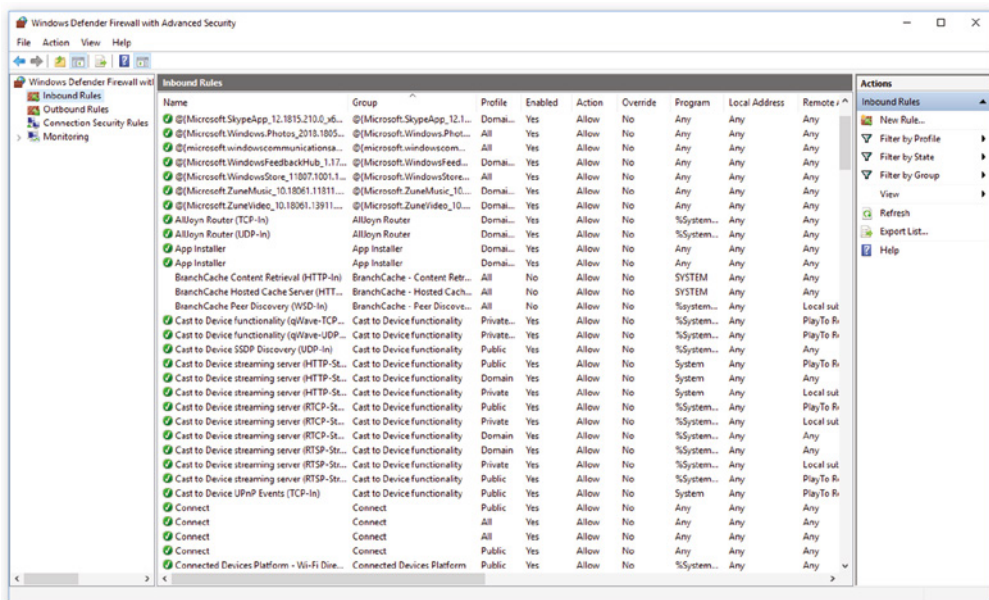 Windows Defender Firewall with Advanced Security
File Action View Help
Windows Defender Firewall witl
Inbound Rules
Outbound Rules
Connection Security Rules
Monitoring
Inbound Rules
Name Group Profile Enabled Action Override Program Local Address Remote
@{Microsoft.SkypeApp_12.1815.210.0_x6... @{Microsoft.SkypeApp_12.1... Domai... Yes Allow No Any Any Any
@{Microsoft.Windows.Photos_2018.1805... @{Microsoft.Windows.Phot... All Yes Allow No Any Any Any
@{microsoft.windowscommunicationsa... @{microsoft.windowscom... All Yes Allow No Any Any Any
@{Microsoft.WindowsFeedbackHub_1.17... @{Microsoft.WindowsFeed... Domai... Yes Allow No Any Any Any
@{Microsoft.WindowsStore_11807.1001.1... @{Microsoft.WindowsStore... All Yes Allow No Any Any Any
@{Microsoft.ZuneMusic_10.18061.11811.... @{Microsoft.ZuneMusic_10.... Domai... Yes Allow No Any Any Any
@{Microsoft.ZuneVideo_10.18061.13911.... @{Microsoft.ZuneVideo_10.... Domai... Yes Allow No Any Any Any
AllJoyn Router (TCP-In) AllJoyn Router Domai... Yes Allow No %System... Any Any
AllJoyn Router (UDP-In) AllJoyn Router Domai... Yes Allow No %System... Any Any
App Installer App Installer Domai... Yes Allow No Any Any Any
App Installer App Installer Domai... Yes Allow No Any Any Any
BranchCache Content Retrieval (HTTP-In) BranchCache - Content Retr... All No Allow No SYSTEM Any Any
BranchCache Hosted Cache Server (HTT... BranchCache - Hosted Cach... All No Allow No SYSTEM Any Any
BranchCache Peer Discovery (WSD-In) BranchCache - Peer Discove... All No Allow No %system... Any Local sub
Cast to Device functionality (qWave-TCP... Cast to Device functionality Private... Yes Allow No %System... Any PlayTo Re
Cast to Device functionality (qWave-UDP... Cast to Device functionality Private... Yes Allow No %System... Any PlayTo Re
Cast to Device SSDP Discovery (UDP-In) Cast to Device functionality Public Yes Allow No %System... Any Any
Cast to Device streaming server (HTTP-St... Cast to Device functionality Public Yes Allow No System Any PlayTo Re
Cast to Device streaming server (HTTP-St... Cast to Device functionality Domain Yes Allow No System Any Any
Cast to Device streaming server (HTTP-St... Cast to Device functionality Private Yes Allow No System Any Local sub
Cast to Device streaming server (RTCP-St... Cast to Device functionality Public Yes Allow No %System... Any PlayTo Re
Cast to Device streaming server (RTCP-St... Cast to Device functionality Private Yes Allow No %System... Any Local sub
Cast to Device streaming server (RTCP-St... Cast to Device functionality Domain Yes Allow No %System... Any Any
Cast to Device streaming server (RTSP-Str... Cast to Device functionality Domain Yes Allow No %System... Any Any
Cast to Device streaming server (RTSP-Str... Cast to Device functionality Private Yes Allow No %System... Any Local sub
Cast to Device streaming server (RTSP-Str... Cast to Device functionality Public Yes Allow No %System... Any PlayTo Re
Cast to Device UPnP Events (TCP-In) Cast to Device functionality Public Yes Allow No System Any PlayTo Re
Connect Connect Public Yes Allow No Any Any Any
Connect Connect All Yes Allow No Any Any Any
Connect Connect All Yes Allow No Any Any Any
Connect Connect Public Yes Allow No Any Any Any
Connected Devices Platform - Wi-Fi Dire... Connected Devices Platform Public Yes Allow No %System... Any Any
Actions
Inbound Rules
New Rule...
Filter by Profile
Filter by State
Filter by Group
View
Refresh
Export List...
Help